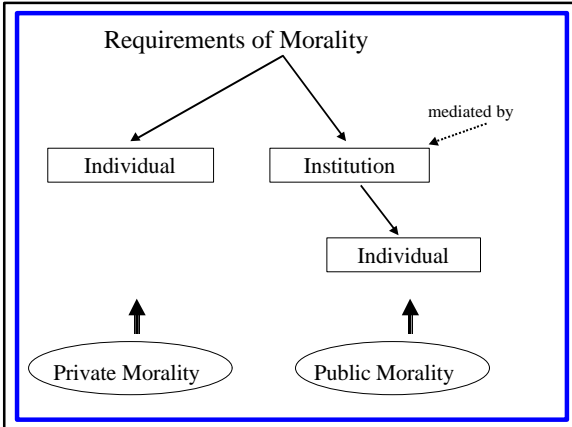 Requirements of Morality
mediated by
Individual
Institution
Individual
Private Morality
Public Morality